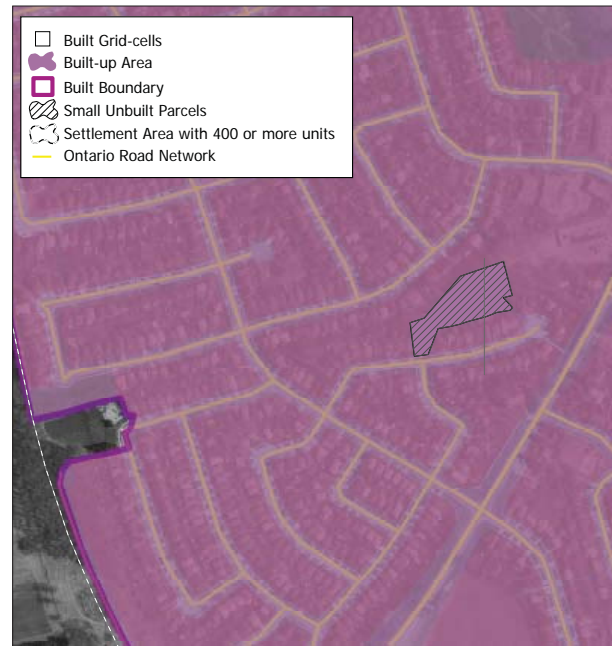 Built Grid-cells
Built-up Area
Built Boundary
Small Unbuilt Parcels
Settlement Area with 400 or more units
Ontario Road Network